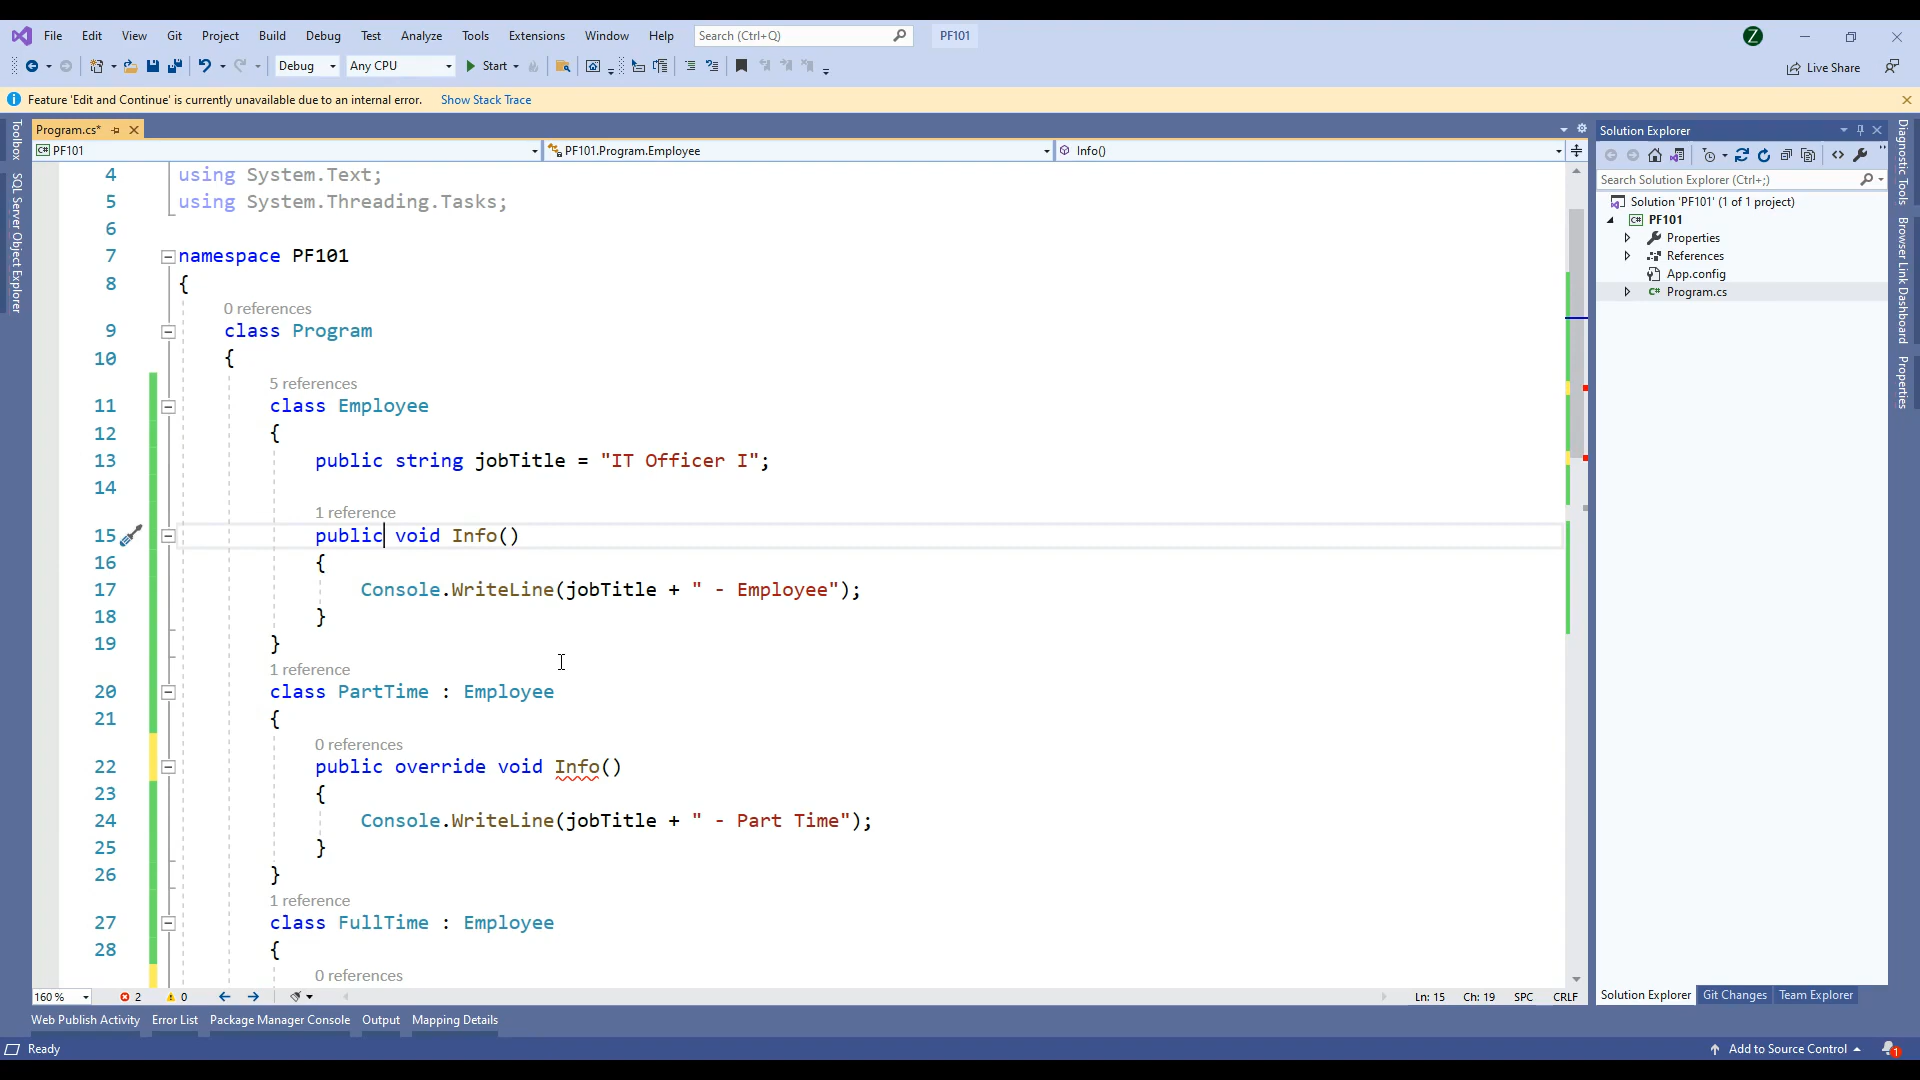 File Edit View Git Project Build Debug Test Analyze Tools Extensions Window Help Search (Ctrl+Q) PF101 Z
Debug Any CPU Start Live Share
Feature 'Edit and Continue' is currently unavailable due to an internal error. Show Stack Trace
Toolbox
SQL Server Object Explorer
Program.cs*
PF101 PF101.Program.Employee Info()
4 using System.Text;
5 using System.Threading.Tasks;
6
7 namespace PF101
8 {
0 references
9 class Program
10 {
5 references
11 class Employee
12 {
13 public string jobTitle = "IT Officer I";
14
1 reference
15 public void Info()
16 {
17 Console.WriteLine(jobTitle + " - Employee");
18 }
19 }
1 reference
20 class PartTime : Employee
21 {
0 references
22 public override void Info()
23 {
24 Console.WriteLine(jobTitle + " - Part Time");
25 }
26 }
1 reference
27 class FullTime : Employee
28 {
0 references
160 % 2 0 Ln: 15 Ch: 19 SPC CRLF
Solution Explorer
Search Solution Explorer (Ctrl+;)
Solution 'PF101' (1 of 1 project)
C# PF101
Properties
References
App.config
C# Program.cs
Solution Explorer Git Changes Team Explorer
Diagnostic Tools
Browser Link Dashboard
Properties
Web Publish Activity Error List Package Manager Console Output Mapping Details
Ready Add to Source Control 1